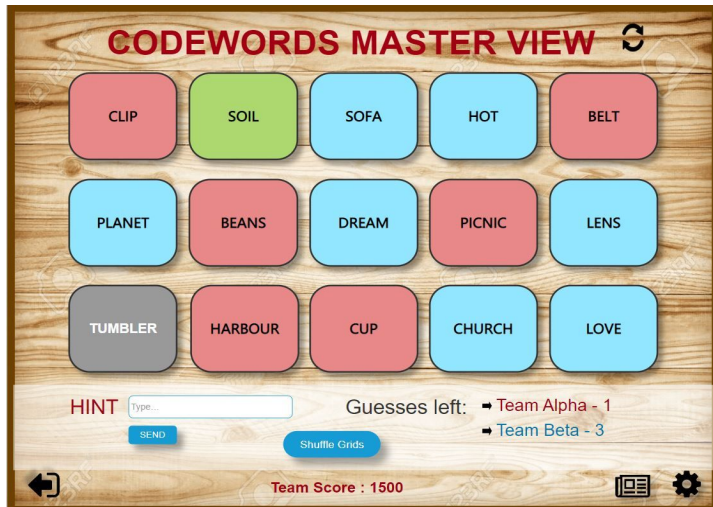 CODEWORDS MASTER VIEW
CLIP SOIL SOFA HOT BELT
PLANET BEANS DREAM PICNIC LENS
TUMBLER HARBOUR CUP CHURCH LOVE
HINT Type... Guesses left: ➡ Team Alpha - 1
SEND ➡ Team Beta - 3
Shuffle Grids
Team Score : 1500
123RF